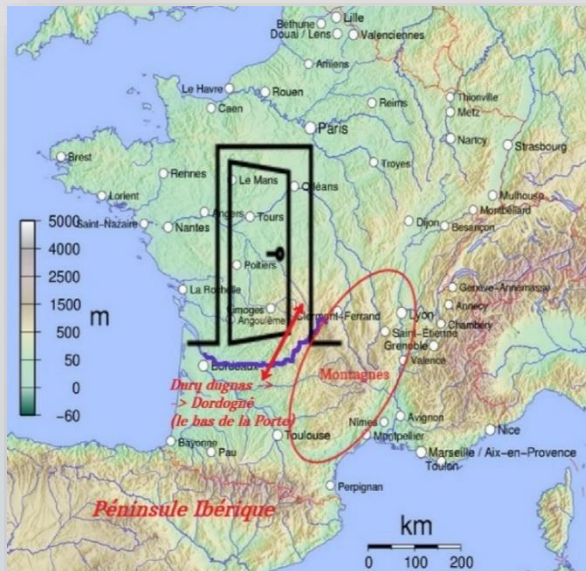 Lille
Béthune
Douai / Lens
Valenciennes
Amiens
Le Havre
Rouen
Caen
Reims
Thionville
Metz
Paris
Nancy
Strasbourg
Brest
Rennes
Le Mans
Troyes
Lorient
Orléans
Mulhouse
Montbéliard
Angers
Tours
Dijon
Besançon
5000
4000
3000
2500
1500
500
50
0
−60
m
Saint−Nazaire
Nantes
Poitiers
La Rochelle
Genève−Annemasse
Annecy
Limoges
Angoulême
Clermont−Ferrand
Lyon
Chambéry
Saint−Étienne
Grenoble
Valence
Bordeaux
Montagnes
-> Dordogne
(le bas de la Porte)
Toulouse
Nîmes
Avignon
Montpellier
Nice
Bayonne
Pau
Marseille / Aix−en−Provence
Toulon
Perpignan
Péninsule Ibérique
km
0 100 200